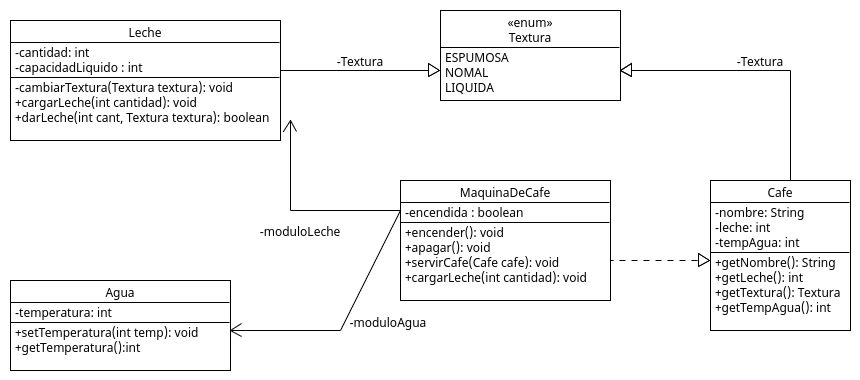 Leche
-cantidad: int
-capacidadLiquido : int
-cambiarTextura(Textura textura): void
+cargarLeche(int cantidad): void
+darLeche(int cant, Textura textura): boolean
-Textura
«enum»
Textura
ESPUMOSA
NOMAL
LIQUIDA
-Textura
MaquinaDeCafe
-encendida : boolean
+encender(): void
+apagar(): void
+servirCafe(Cafe cafe): void
+cargarLeche(int cantidad): void
Cafe
-nombre: String
-leche: int
-tempAgua: int
+getNombre(): String
+getLeche(): int
+getTextura(): Textura
+getTempAgua(): int
-moduloLeche
Agua
-temperatura: int
+setTemperatura(int temp): void
+getTemperatura():int
-moduloAgua